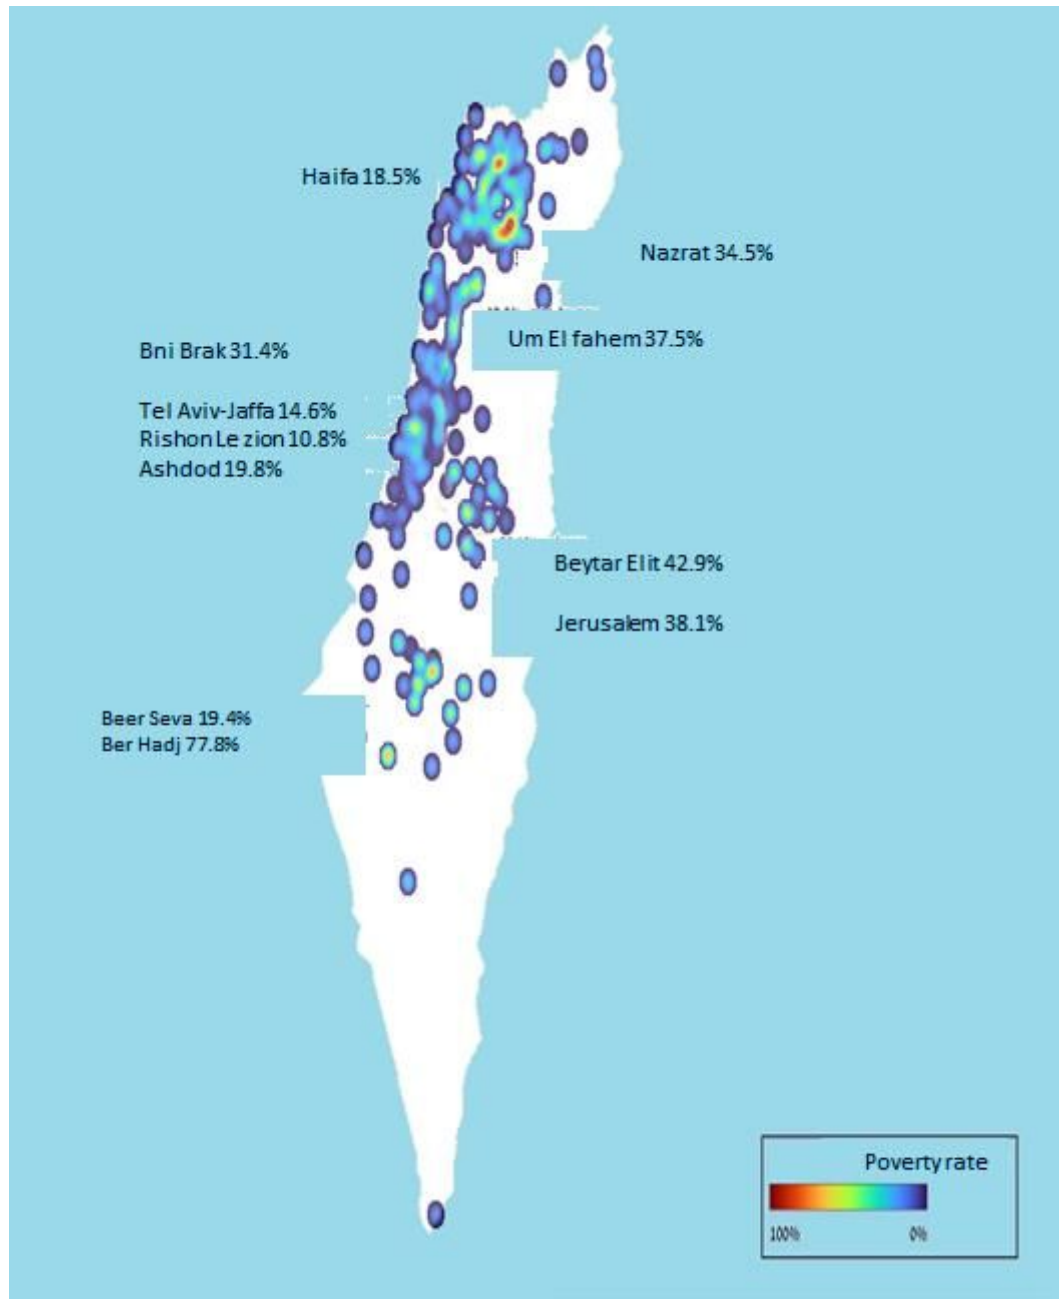 Haifa 18.5%
Nazrat 34.5%
Um El fahem 37.5%
Bni Brak 31.4%
Tel Aviv-Jaffa 14.6%
Rishon Le zion 10.8%
Ashdod 19.8%
Beytar Elit 42.9%
Jerusalem 38.1%
Beer Seva 19.4%
Ber Hadj 77.8%
Poverty rate
100% 0%